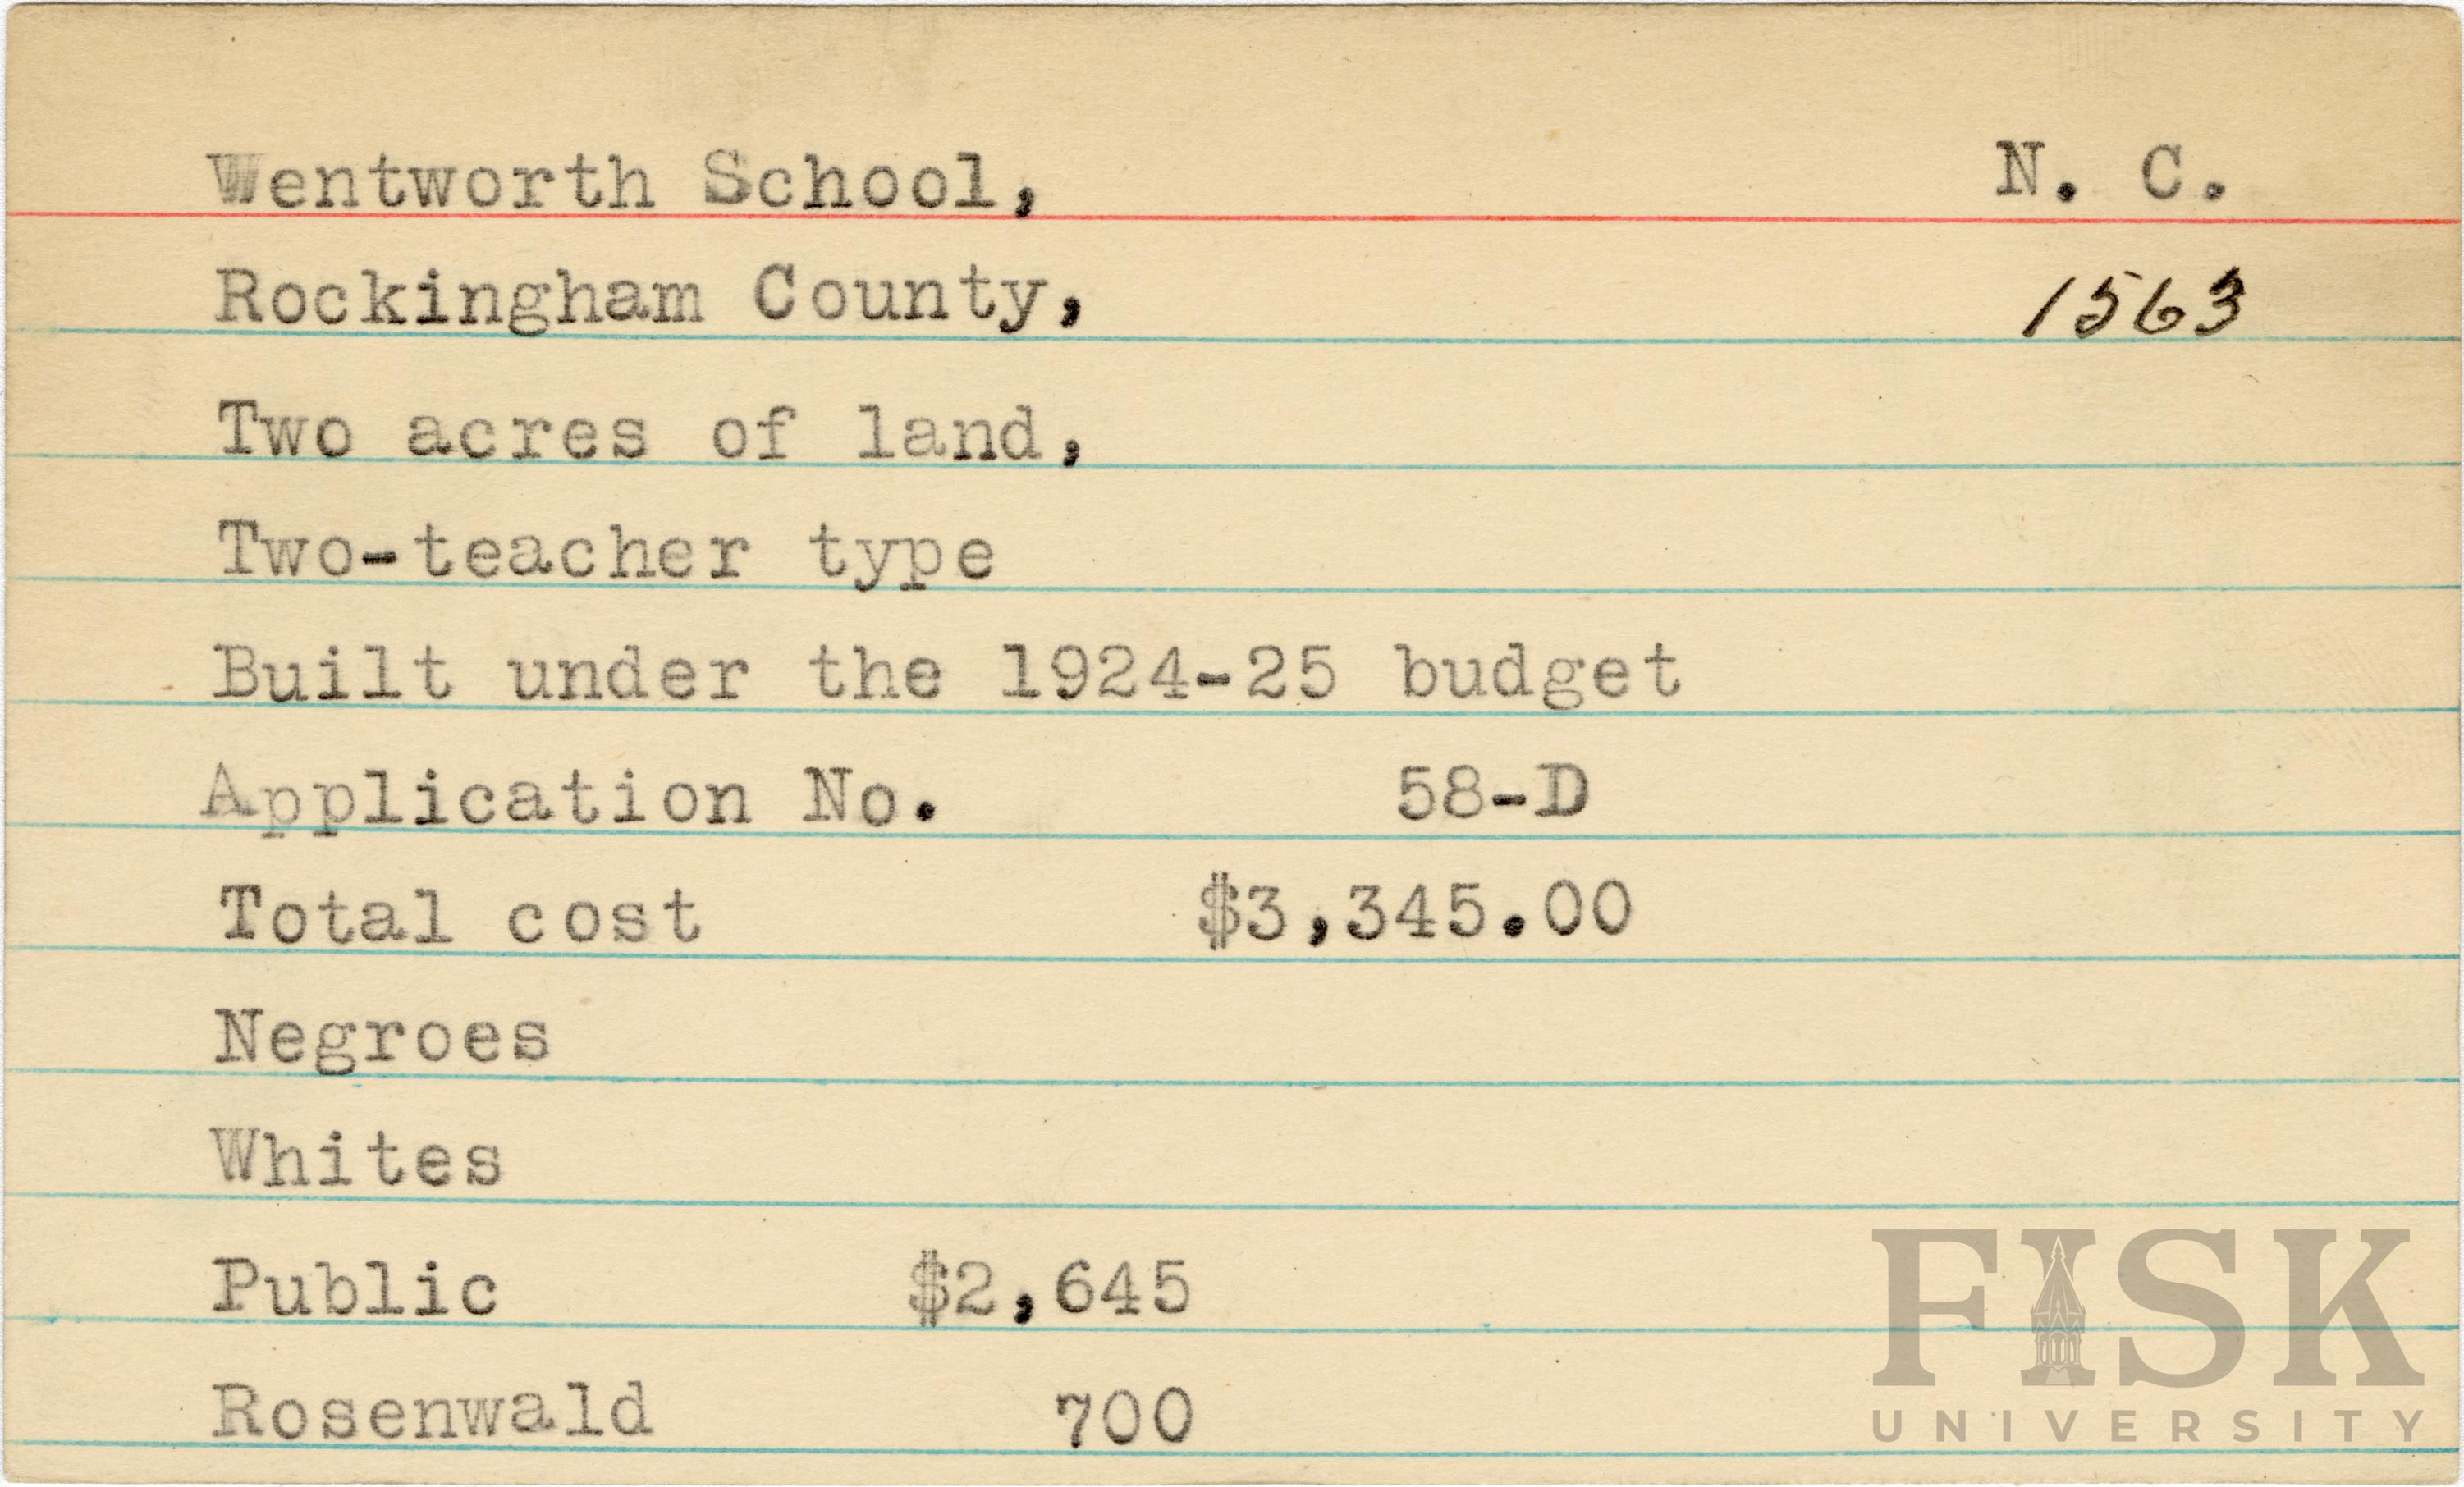 Wentworth School, N. C.
Rockingham County, 1563
Two acres of land,
Two-teacher type
Built under the 1924-25 budget
Application No. 58-D
Total cost $3,345.00
Negroes
Whites
Public $2,645
Rosenwald 700
FISK
UNIVERSITY